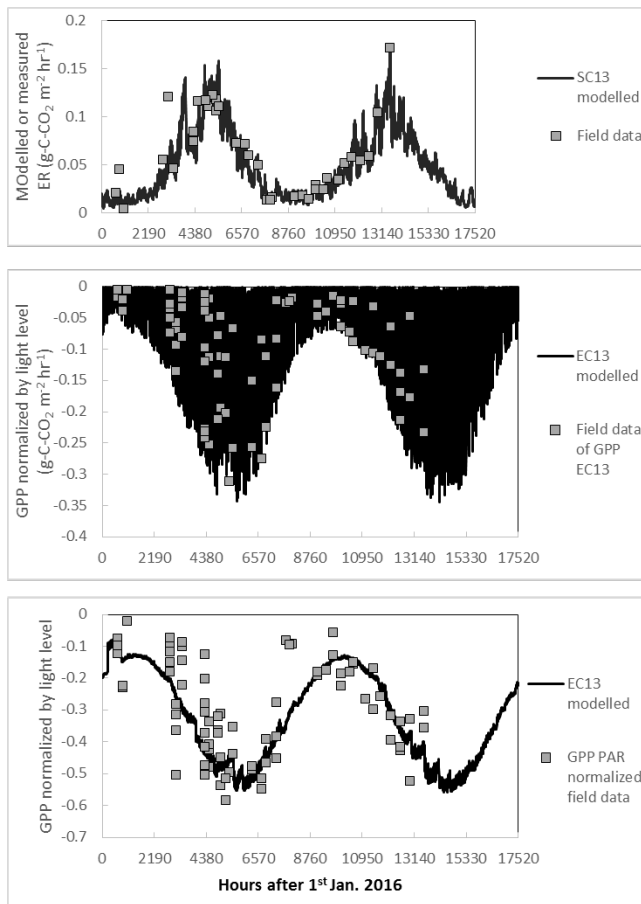 MOdelled or measured
ER (g-C-CO2 m-2 hr-1)
0.2
0.15
0.1
0.05
0
0 2190 4380 6570 8760 10950 13140 15330 17520
SC13
modelled
Field data
GPP normalized by light level
(g-C-CO2 m-2 hr-1)
0
-0.05
-0.1
-0.15
-0.2
-0.25
-0.3
-0.35
-0.4
0 2190 4380 6570 8760 10950 13140 15330 17520
EC13
modelled
Field data
of GPP
EC13
GPP normalized by light level
0
-0.1
-0.2
-0.3
-0.4
-0.5
-0.6
-0.7
0 2190 4380 6570 8760 10950 13140 15330 17520
EC13
modelled
GPP PAR
normalized
field data
Hours after 1st Jan. 2016